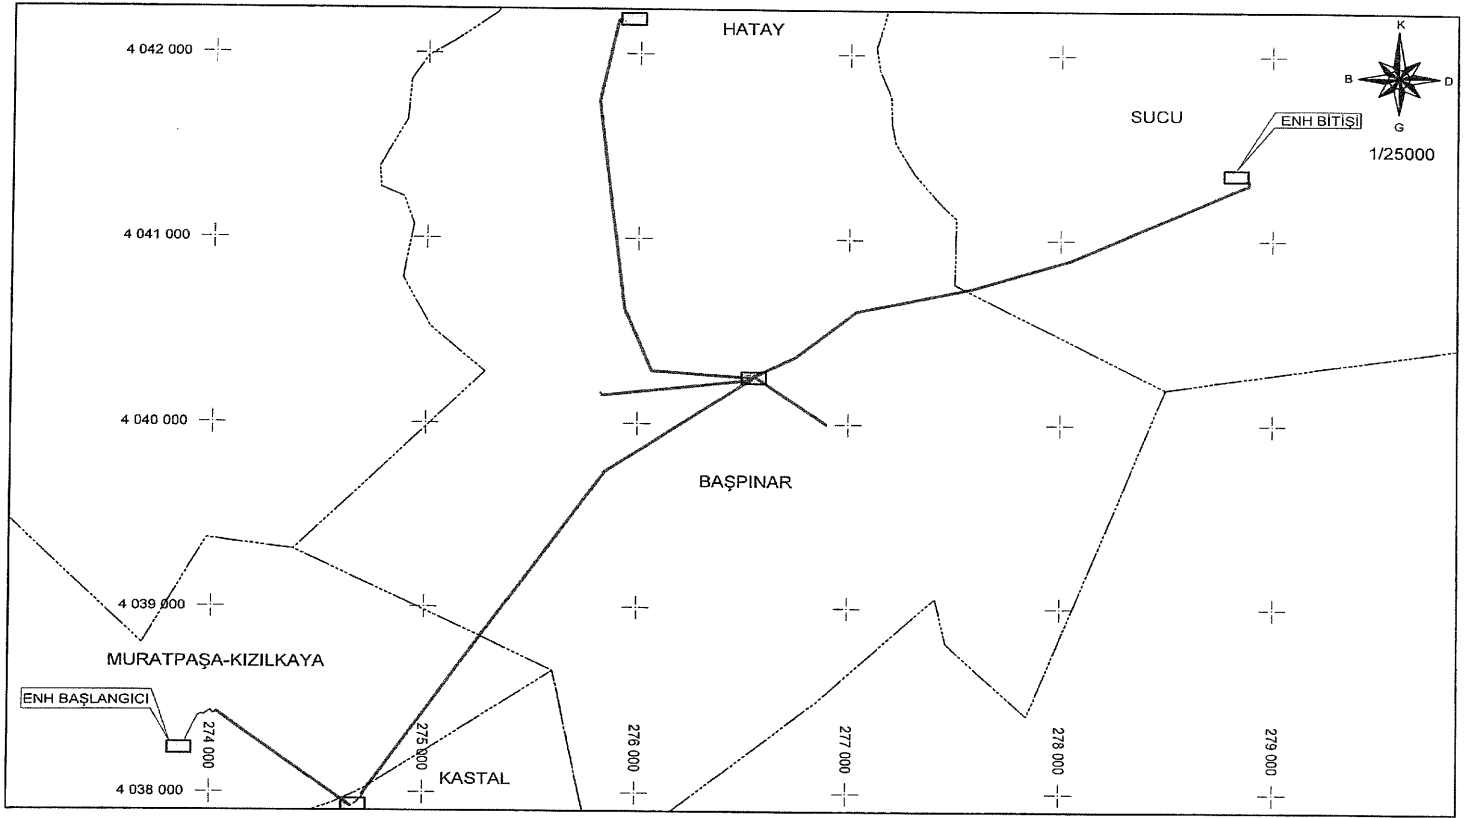 HATAY
K
4 042 000
B
D
SUCU
ENH BİTİŞİ
G
1/25000
4 041 000
4 040 000
BAŞPINAR
4 039 000
MURATPAŞA-KIZILKAYA
ENH BAŞLANGICI
274 000
275 000
276 000
277 000
278 000
279 000
KASTAL
4 038 000